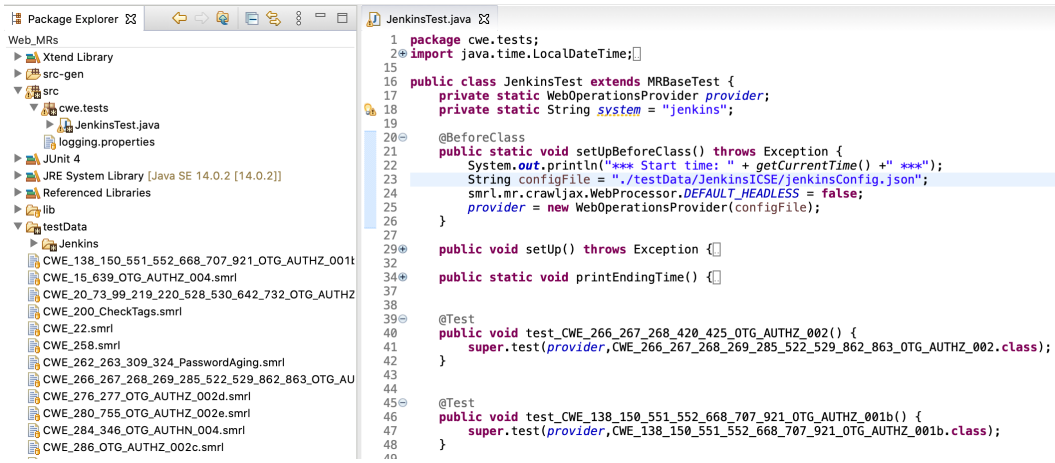 Package Explorer
Web_MRs
Xtend Library
src-gen
src
cwe.tests
JenkinsTest.java
logging.properties
JUnit 4
JRE System Library [Java SE 14.0.2 [14.0.2]]
Referenced Libraries
lib
testData
Jenkins
CWE_138_150_551_552_668_707_921_OTG_AUTHZ_001b
CWE_15_639_OTG_AUTHZ_004.smrl
CWE_20_73_99_219_220_528_530_642_732_OTG_AUTHZ
CWE_200_CheckTags.smrl
CWE_22.smrl
CWE_258.smrl
CWE_262_263_309_324_PasswordAging.smrl
CWE_266_267_268_269_285_522_529_862_863_OTG_AU
CWE_276_277_OTG_AUTHZ_002d.smrl
CWE_280_755_OTG_AUTHZ_002e.smrl
CWE_284_346_OTG_AUTHN_004.smrl
CWE_286_OTG_AUTHZ_002c.smrl
JenkinsTest.java
1 package cwe.tests;
2 import java.time.LocalDateTime;
15
16 public class JenkinsTest extends MRBaseTest {
17 private static WebOperationsProvider provider;
18 private static String system = "jenkins";
19
20 @BeforeClass
21 public static void setUpBeforeClass() throws Exception {
22 System.out.println("*** Start time: " + getCurrentTime() +" ***");
23 String configFile = "./testData/JenkinsICSE/jenkinsConfig.json";
24 smrl.mr.crawljax.WebProcessor.DEFAULT_HEADLESS = false;
25 provider = new WebOperationsProvider(configFile);
26 }
27
29 public void setUp() throws Exception {
32
34 public static void printEndingTime() {
37
38
39 @Test
40 public void test_CWE_266_267_268_420_425_OTG_AUTHZ_002() {
41 super.test(provider,CWE_266_267_268_269_285_522_529_862_863_OTG_AUTHZ_002.class);
42 }
43
44
45 @Test
46 public void test_CWE_138_150_551_552_668_707_921_OTG_AUTHZ_001b() {
47 super.test(provider,CWE_138_150_551_552_668_707_921_OTG_AUTHZ_001b.class);
48 }
49